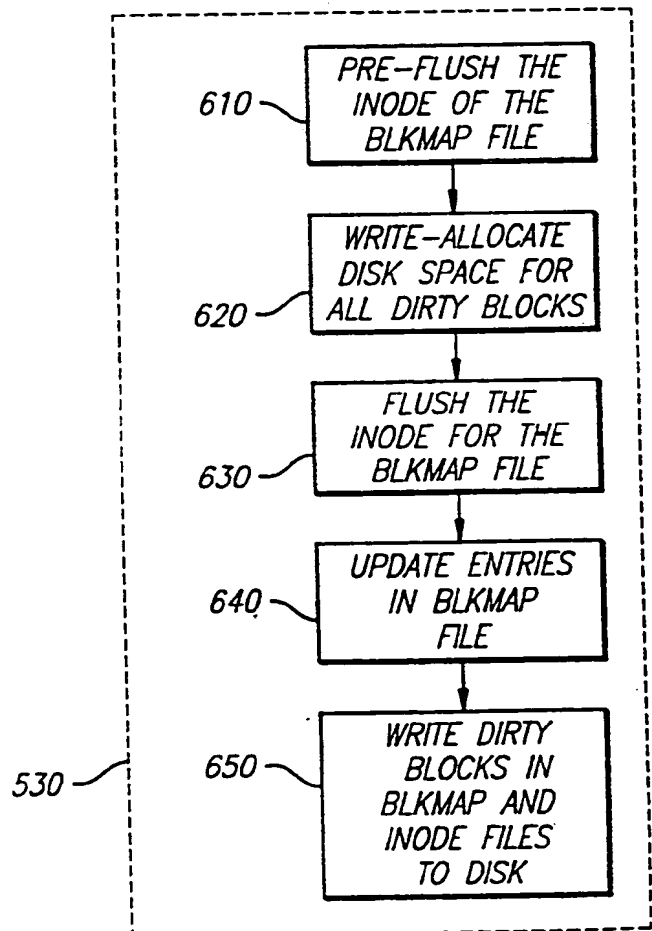 PRE-FLUSH THE
INODE OF THE
BLKMAP FILE
610
WRITE-ALLOCATE
DISK SPACE FOR
ALL DIRTY BLOCKS
620
FLUSH THE
INODE FOR THE
BLKMAP FILE
630
UPDATE ENTRIES
IN BLKMAP
FILE
640
WRITE DIRTY
BLOCKS IN
BLKMAP AND
INODE FILES
TO DISK
650
530